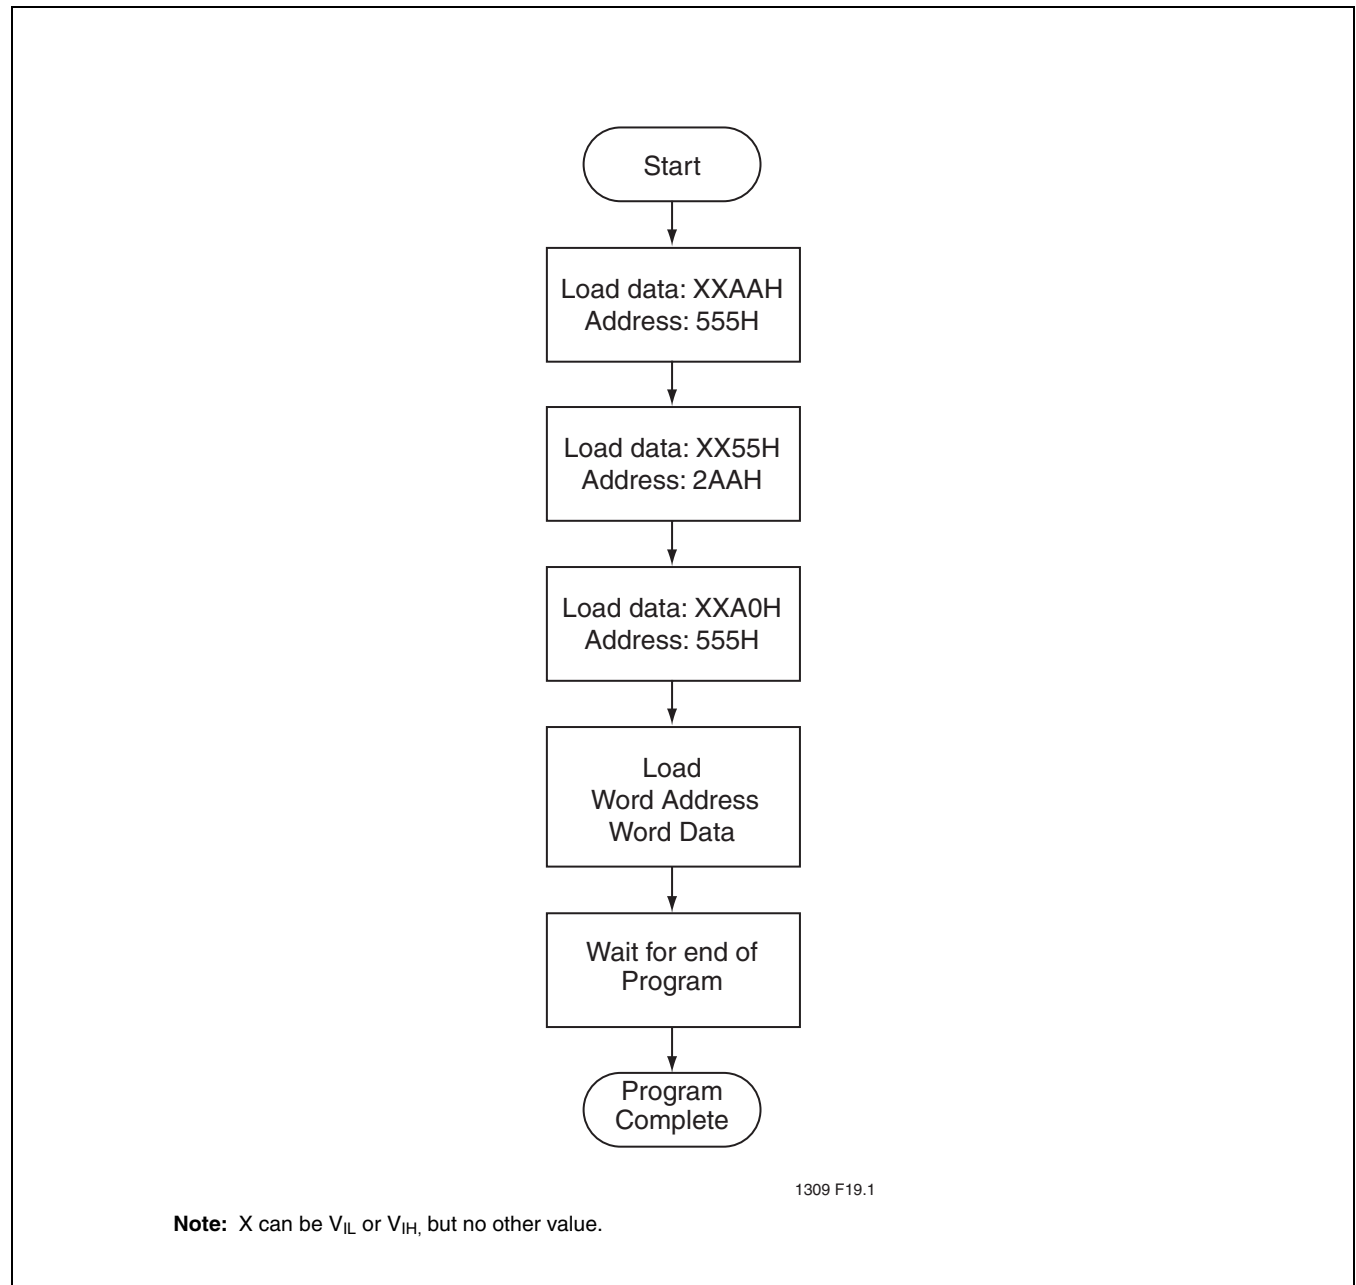 Start
Load data: XXAAH
Address: 555H
Load data: XX55H
Address: 2AAH
Load data: XXA0H
Address: 555H
Load
Word Address
Word Data
Wait for end of
Program
Program
Complete
1309 F19.1
Note: X can be VIL or VIH, but no other value.